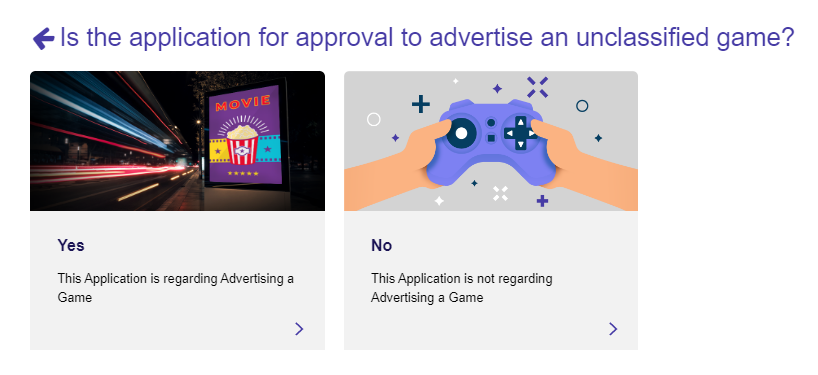 Is the application for approval to advertise an unclassified game?
MOVIE
Yes
This Application is regarding Advertising a
Game
No
This Application is not regarding
Advertising a Game